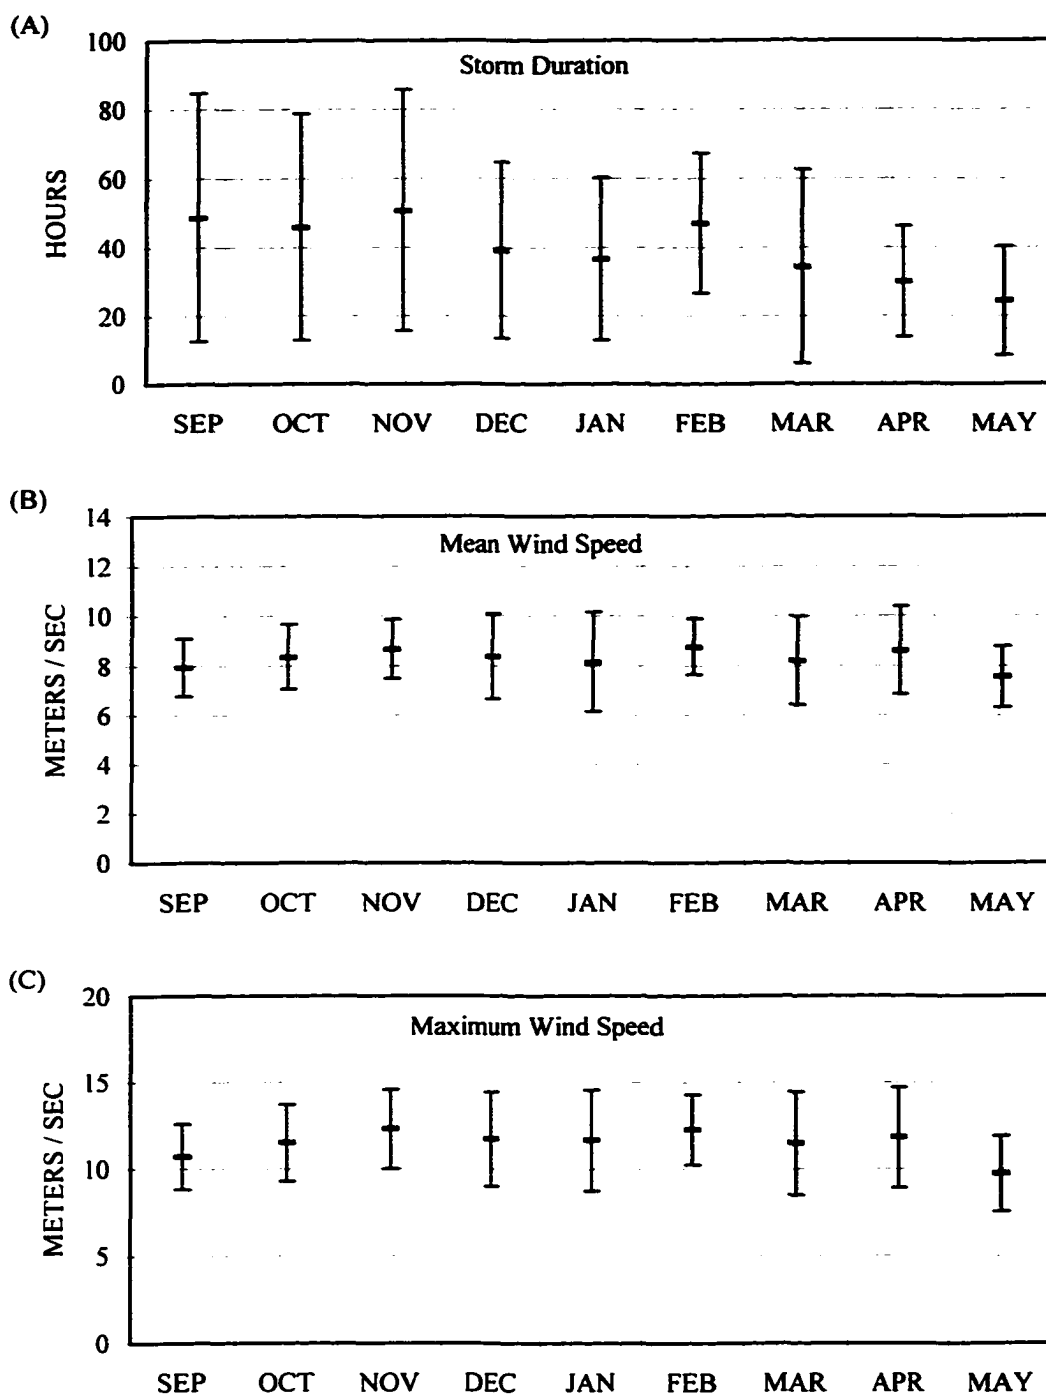 (A)
100
Storm Duration
80
60
HOURS
40
20
0
SEP OCT NOV DEC JAN FEB MAR APR MAY
(B)
14
Mean Wind Speed
12
10
METERS / SEC
8
6
4
2
0
SEP OCT NOV DEC JAN FEB MAR APR MAY
(C)
20
Maximum Wind Speed
15
METERS / SEC
10
5
0
SEP OCT NOV DEC JAN FEB MAR APR MAY